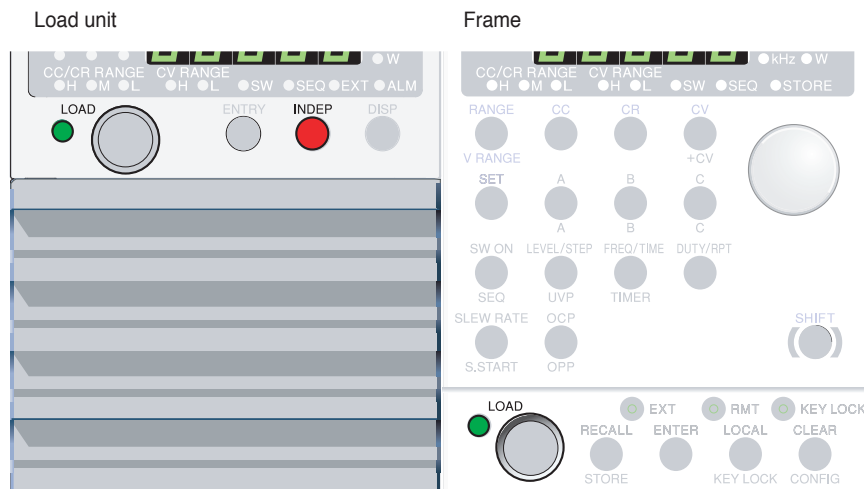 Load unit
W
CC/CR RANGE CV RANGE
H M L H L SW SEQ EXT ALM
LOAD ENTRY INDEP DISP
Frame
kHz W
CC/CR RANGE CV RANGE
H M L H L SW SEQ STORE
RANGE CC CR CV
V RANGE +CV
SET A B C
A B C
SW ON LEVEL/STEP FREQ/TIME DUTY/RPT
SEQ UVP TIMER
SLEW RATE OCP SHIFT
S.START OPP
LOAD EXT RMT KEY LOCK
RECALL ENTER LOCAL CLEAR
STORE KEY LOCK CONFIG